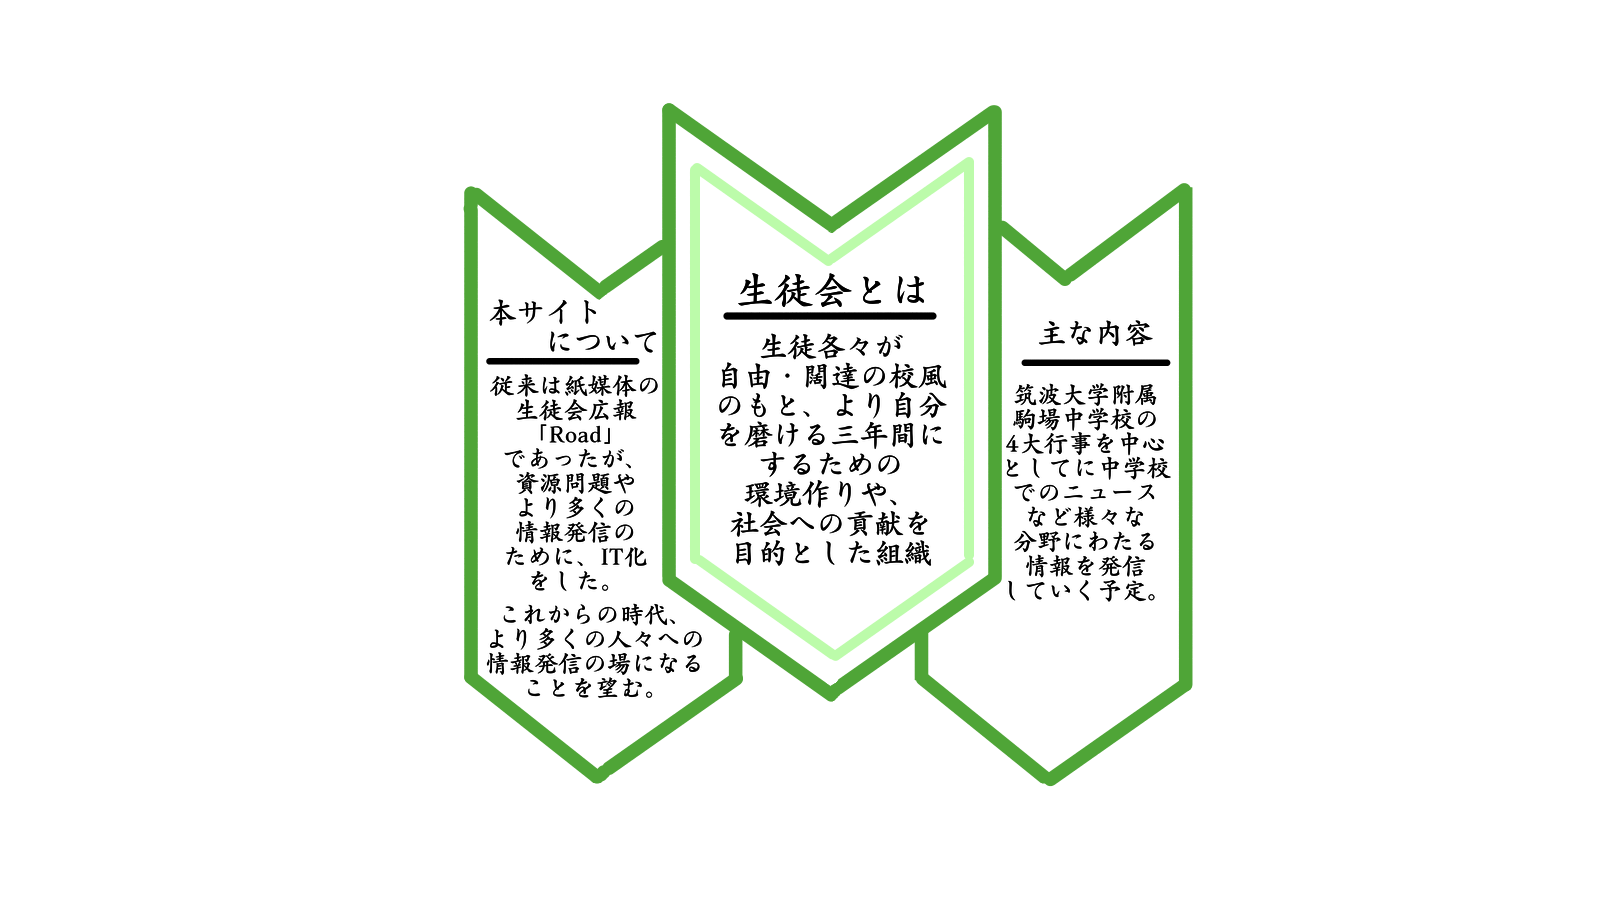 本サイト
について
従来は紙媒体の
生徒会広報
「Road」
であったが、
資源問題や
より多くの
情報発信の
ために、IT化
をした。
これからの時代、
より多くの人々への
情報発信の場になる
ことを望む。
生徒会とは
生徒各々が
自由・闊達の校風
のもと、より自分
を磨ける三年間に
するための
環境作りや、
社会への貢献を
目的とした組織
主な内容
筑波大学附属
駒場中学校の
4大行事を中心
としてに中学校
でのニュース
など様々な
分野にわたる
情報を発信
していく予定。